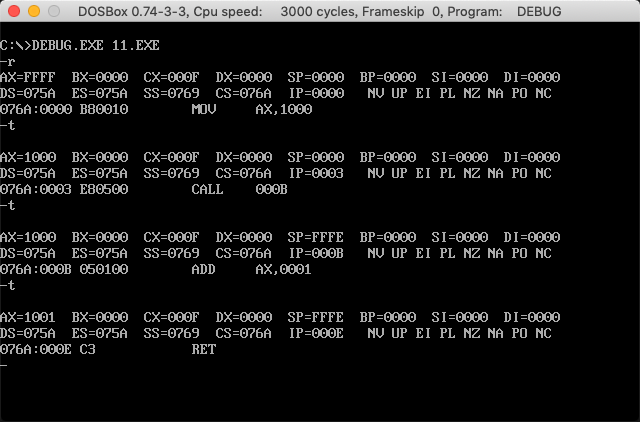 DOSBox 0.74-3-3, Cpu speed: 3000 cycles, Frameskip 0, Program: DEBUG
C:\>DEBUG.EXE 11.EXE
-r
AX=FFFF BX=0000 CX=000F DX=0000 SP=0000 BP=0000 SI=0000 DI=0000
DS=075A ES=075A SS=0769 CS=076A IP=0000 NV UP EI PL NZ NA PO NC
076A:0000 B80010 MOV AX,1000
-t
AX=1000 BX=0000 CX=000F DX=0000 SP=0000 BP=0000 SI=0000 DI=0000
DS=075A ES=075A SS=0769 CS=076A IP=0003 NV UP EI PL NZ NA PO NC
076A:0003 E80500 CALL 000B
-t
AX=1000 BX=0000 CX=000F DX=0000 SP=FFFE BP=0000 SI=0000 DI=0000
DS=075A ES=075A SS=0769 CS=076A IP=000B NV UP EI PL NZ NA PO NC
076A:000B 050100 ADD AX,0001
-t
AX=1001 BX=0000 CX=000F DX=0000 SP=FFFE BP=0000 SI=0000 DI=0000
DS=075A ES=075A SS=0769 CS=076A IP=000E NV UP EI PL NZ NA PO NC
076A:000E C3 RET
-